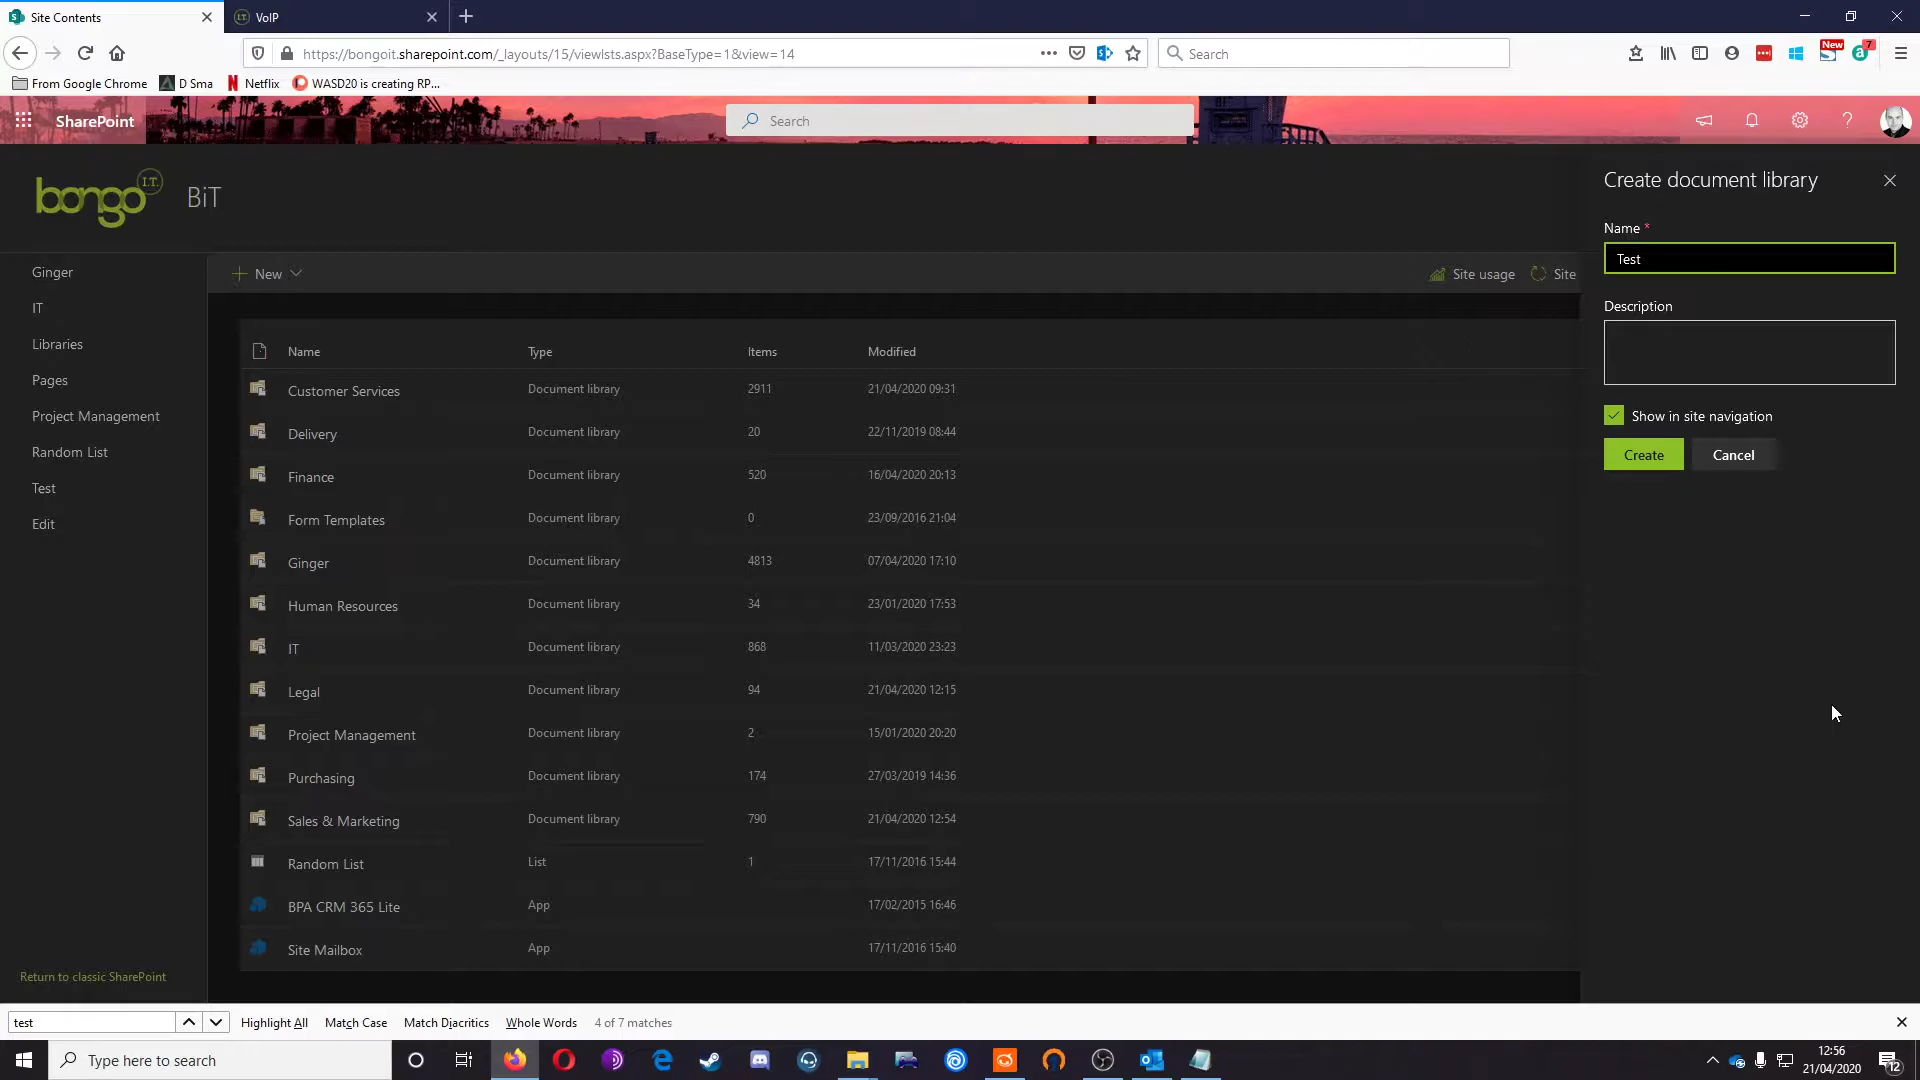 Site Contents
VoIP
https://bongoit.sharepoint.com/_layouts/15/viewlsts.aspx?BaseType=1&view=14
Search
New
7
From Google Chrome
D Sma
Netflix
WASD20 is creating RP...
SharePoint
Search
bongo I.T.
BiT
Create document library
Name *
Test
Description
Show in site navigation
Create
Cancel
Ginger
IT
Libraries
Pages
Project Management
Random List
Test
Edit
Return to classic SharePoint
New
Site usage
Site
Name Type Items Modified
Customer Services Document library 2911 21/04/2020 09:31
Delivery Document library 20 22/11/2019 08:44
Finance Document library 520 16/04/2020 20:13
Form Templates Document library 0 23/09/2016 21:04
Ginger Document library 4813 07/04/2020 17:10
Human Resources Document library 34 23/01/2020 17:53
IT Document library 868 11/03/2020 23:23
Legal Document library 94 21/04/2020 12:15
Project Management Document library 2 15/01/2020 20:20
Purchasing Document library 174 27/03/2019 14:36
Sales & Marketing Document library 790 21/04/2020 12:54
Random List List 1 17/11/2016 15:44
BPA CRM 365 Lite App 17/02/2015 16:46
Site Mailbox App 17/11/2016 15:40
test
Highlight All
Match Case
Match Diacritics
Whole Words
4 of 7 matches
Type here to search
12:56
21/04/2020
12